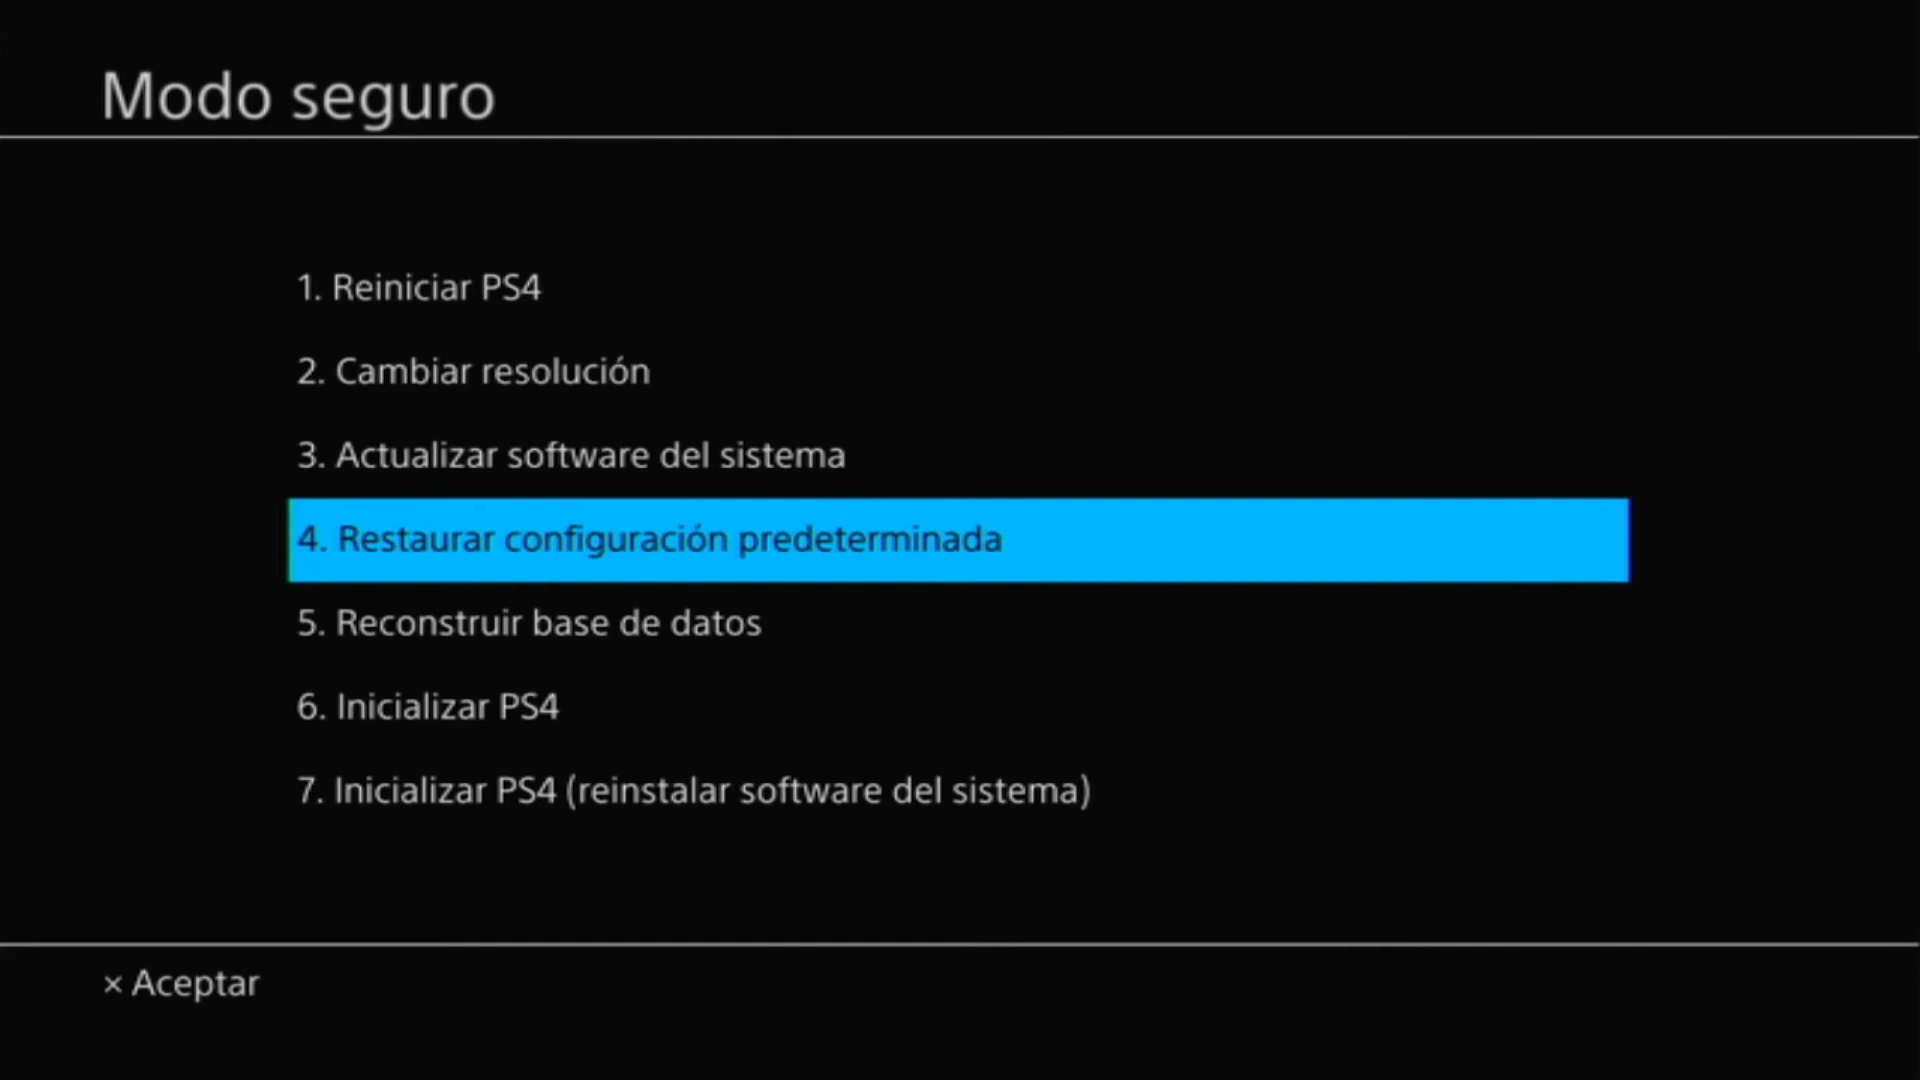 Modo seguro
1. Reiniciar PS4
2. Cambiar resolución
3. Actualizar software del sistema
4. Restaurar configuración predeterminada
5. Reconstruir base de datos
6. Inicializar PS4
7. Inicializar PS4 (reinstalar software del sistema)
× Aceptar